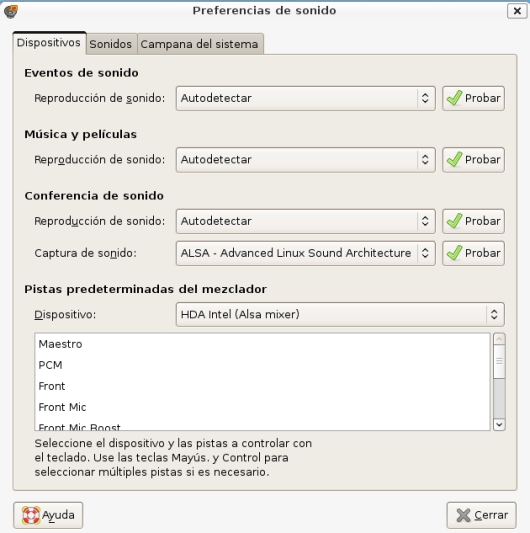 Preferencias de sonido
Dispositivos Sonidos Campana del sistema
Eventos de sonido
Reproducción de sonido: Autodetectar Probar
Música y películas
Reproducción de sonido: Autodetectar Probar
Conferencia de sonido
Reproducción de sonido: Autodetectar Probar
Captura de sonido: ALSA - Advanced Linux Sound Architecture Probar
Pistas predeterminadas del mezclador
Dispositivo: HDA Intel (Alsa mixer)
Maestro
PCM
Front
Front Mic
Front Mic Boost
Seleccione el dispositivo y las pistas a controlar con
el teclado. Use las teclas Mayús. y Control para
seleccionar múltiples pistas si es necesario.
Ayuda Cerrar